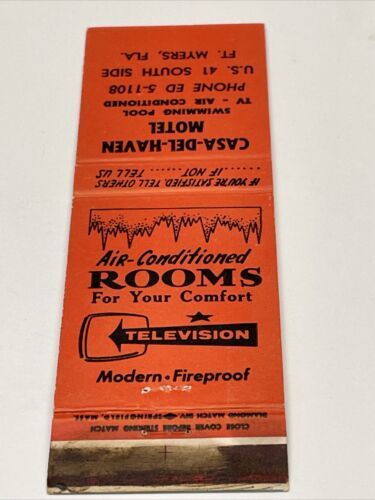 CASA-DEL-HAVEN
MOTEL
SWIMMING POOL
TV - AIR CONDITIONED
PHONE ED 5-1108
U.S. 41 SOUTH SIDE
FT. MYERS, FLA.
IF YOU'RE SATISFIED, TELL OTHERS
........ IF NOT ........ TELL US
Air-Conditioned
ROOMS
For Your Comfort
TELEVISION
Modern • Fireproof
DIAMOND MATCH DIV. SPRINGFIELD, MASS.
CLOSE COVER BEFORE STRIKING MATCH